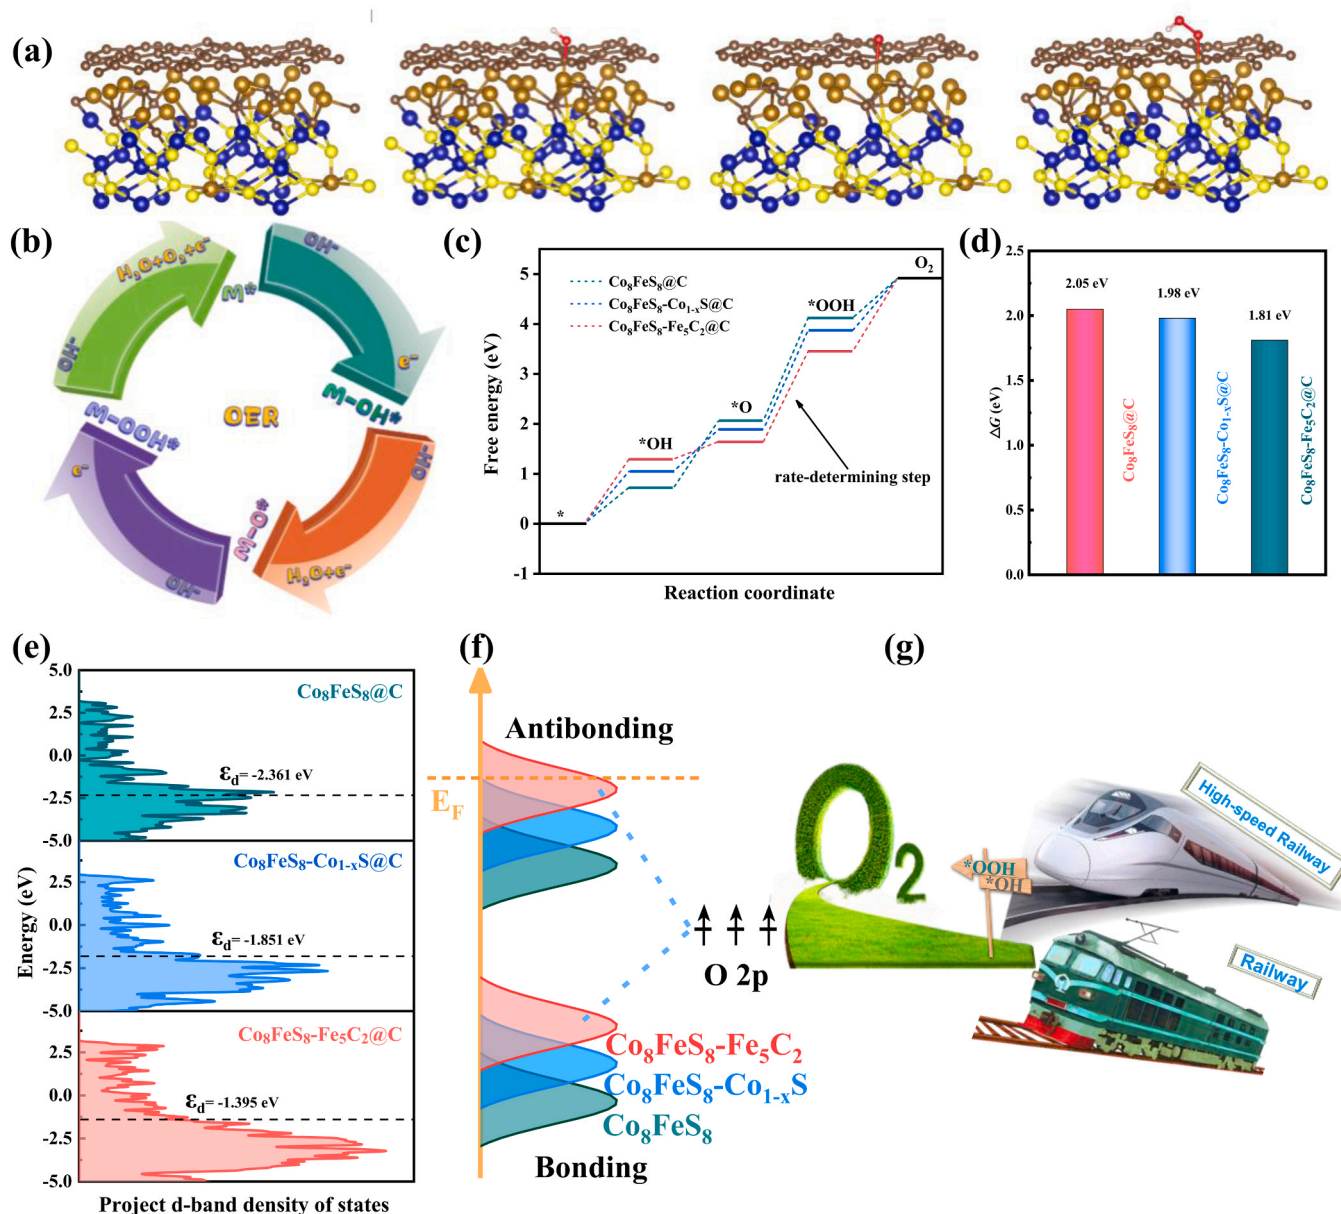 (a)
(b)
H₂O+O₂+e⁻
OH⁻
M*
OH⁻
e⁻
M-OOH*
OER
M-OH*
e⁻
OH⁻
M-O*
OH⁻
H₂O+e⁻
(c)
Free energy (eV)
5
4
3
2
1
0
-1
Co₈FeS₈@C
Co₈FeS₈-Co₁₋ₓS@C
Co₈FeS₈-Fe₅C₂@C
O₂
*OOH
*O
*OH
*
rate-determining step
Reaction coordinate
(d)
ΔG (eV)
2.5
2.0
1.5
1.0
0.5
0.0
2.05 eV
1.98 eV
1.81 eV
Co₈FeS₈@C
Co₈FeS₈-Co₁₋ₓS@C
Co₈FeS₈-Fe₅C₂@C
(e)
Energy (eV)
5.0
2.5
0.0
-2.5
-5.0
Co₈FeS₈@C
εd= -2.361 eV
2.5
0.0
-2.5
-5.0
Co₈FeS₈-Co₁₋ₓS@C
εd= -1.851 eV
2.5
0.0
-2.5
-5.0
Co₈FeS₈-Fe₅C₂@C
εd= -1.395 eV
Project d-band density of states
(f)
Antibonding
E_F
O 2p
Co₈FeS₈-Fe₅C₂
Co₈FeS₈-Co₁₋ₓS
Co₈FeS₈
Bonding
(g)
O₂
*OOH
*OH
High-speed Railway
Railway